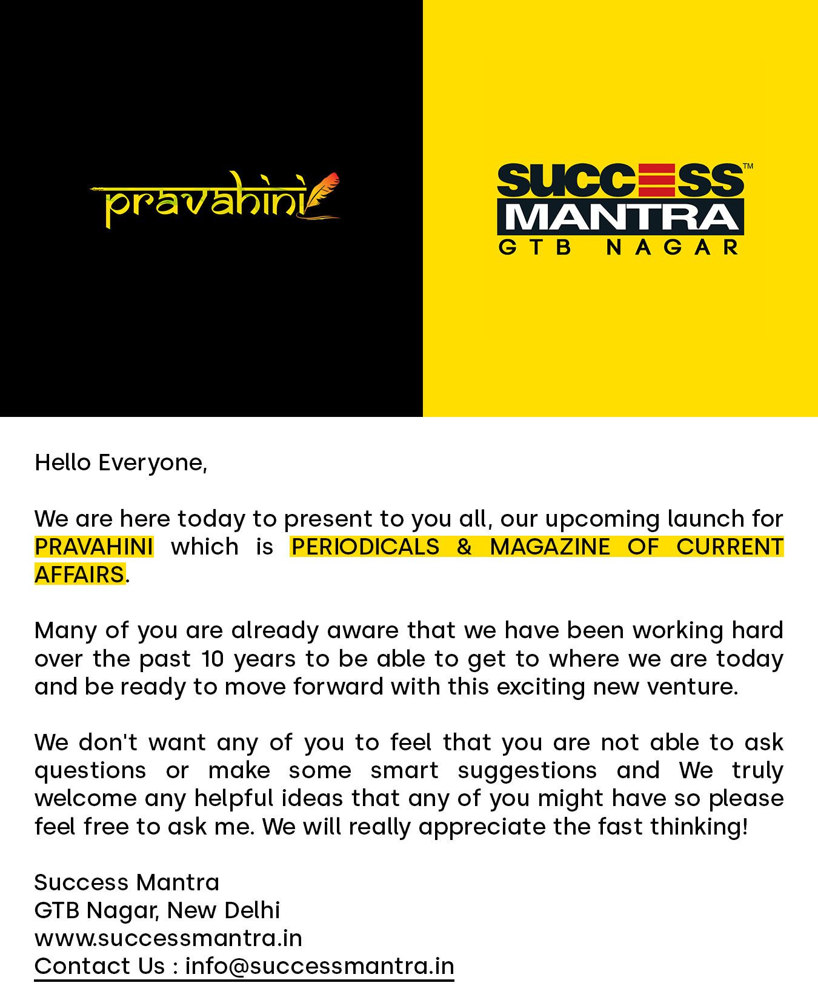 pravahini
SUCCESS™
MANTRA
GTB NAGAR
Hello Everyone,
We are here today to present to you all, our upcoming launch for
PRAVAHINI which is PERIODICALS & MAGAZINE OF CURRENT
AFFAIRS.
Many of you are already aware that we have been working hard
over the past 10 years to be able to get to where we are today
and be ready to move forward with this exciting new venture.
We don't want any of you to feel that you are not able to ask
questions or make some smart suggestions and We truly
welcome any helpful ideas that any of you might have so please
feel free to ask me. We will really appreciate the fast thinking!
Success Mantra
GTB Nagar, New Delhi
www.successmantra.in
Contact Us : info@successmantra.in